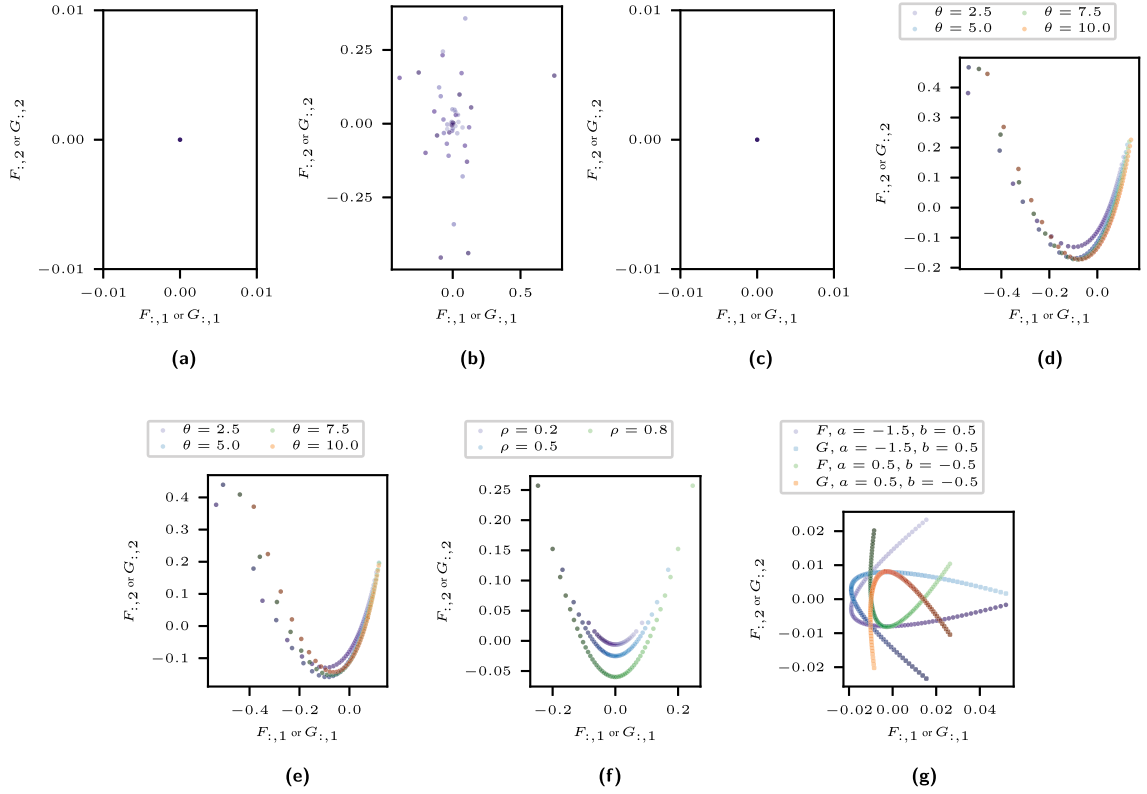 0.01
0.00
−0.01
−0.01 0.00 0.01
F:,2 or G:,2
F:,1 or G:,1
(a)
0.25
0.00
−0.25
0.0 0.5
F:,2 or G:,2
F:,1 or G:,1
(b)
0.01
0.00
−0.01
−0.01 0.00 0.01
F:,2 or G:,2
F:,1 or G:,1
(c)
θ = 2.5 θ = 7.5
θ = 5.0 θ = 10.0
0.4
0.3
0.2
0.1
0.0
−0.1
−0.2
−0.4 −0.2 0.0
F:,2 or G:,2
F:,1 or G:,1
(d)
θ = 2.5 θ = 7.5
θ = 5.0 θ = 10.0
0.4
0.3
0.2
0.1
0.0
−0.1
−0.4 −0.2 0.0
F:,2 or G:,2
F:,1 or G:,1
(e)
ρ = 0.2 ρ = 0.8
ρ = 0.5
0.25
0.20
0.15
0.10
0.05
0.00
−0.05
−0.2 0.0 0.2
F:,2 or G:,2
F:,1 or G:,1
(f)
F, a = −1.5, b = 0.5
G, a = −1.5, b = 0.5
F, a = 0.5, b = −0.5
G, a = 0.5, b = −0.5
0.02
0.01
0.00
−0.01
−0.02
−0.02 0.00 0.02 0.04
F:,2 or G:,2
F:,1 or G:,1
(g)